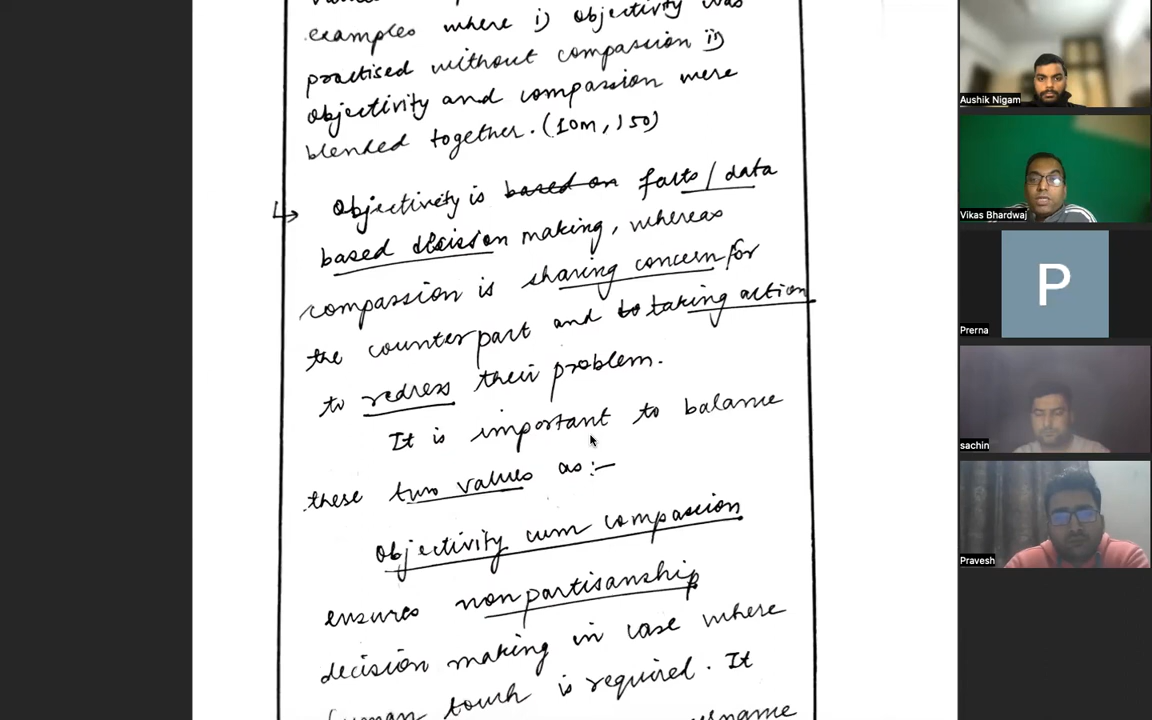 examples where i) objectivity was
practised without compassion ii)
objectivity and compassion were
blended together. (10m, 150)
↳ Objectivity is based on facts / data
based decision making, whereas
compassion is sharing concern for
the counterpart and to taking action
to redress their problem.
It is important to balance
these two values as :-
Objectivity cum compassion
ensures nonpartisanship
decision making in case where
human touch is required. It
Aushik Nigam
Vikas Bhardwaj
P
Prerna
sachin
Pravesh